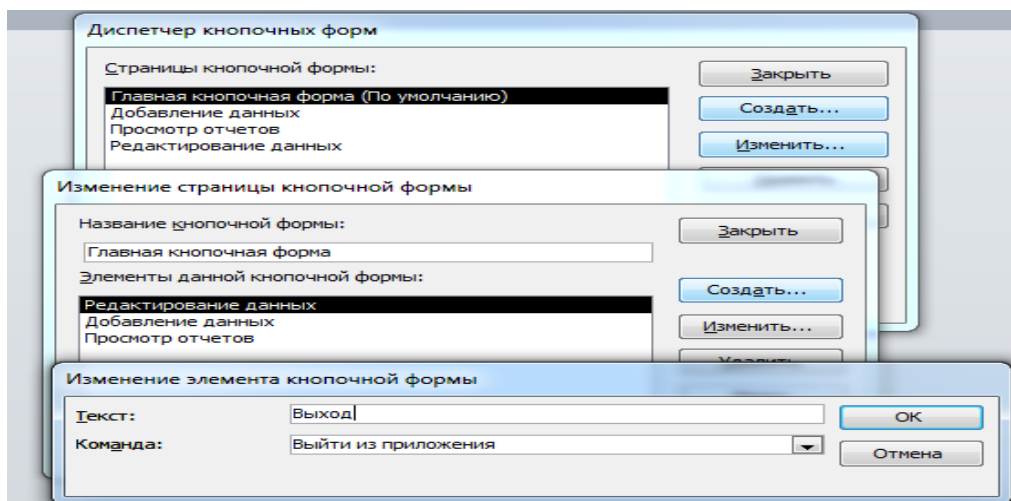 Диспетчер кнопочных форм
Страницы кнопочной формы:
Закрыть
Главная кнопочная форма (По умолчанию)
Создать...
Добавление данных
Просмотр отчетов
Изменить...
Редактирование данных
Изменение страницы кнопочной формы
Название кнопочной формы:
Закрыть
Главная кнопочная форма
Элементы данной кнопочной формы:
Создать...
Редактирование данных
Добавление данных
Изменить...
Просмотр отчетов
Удалить
Изменение элемента кнопочной формы
Текст:
Выход
ОК
Команда:
Выйти из приложения
Отмена